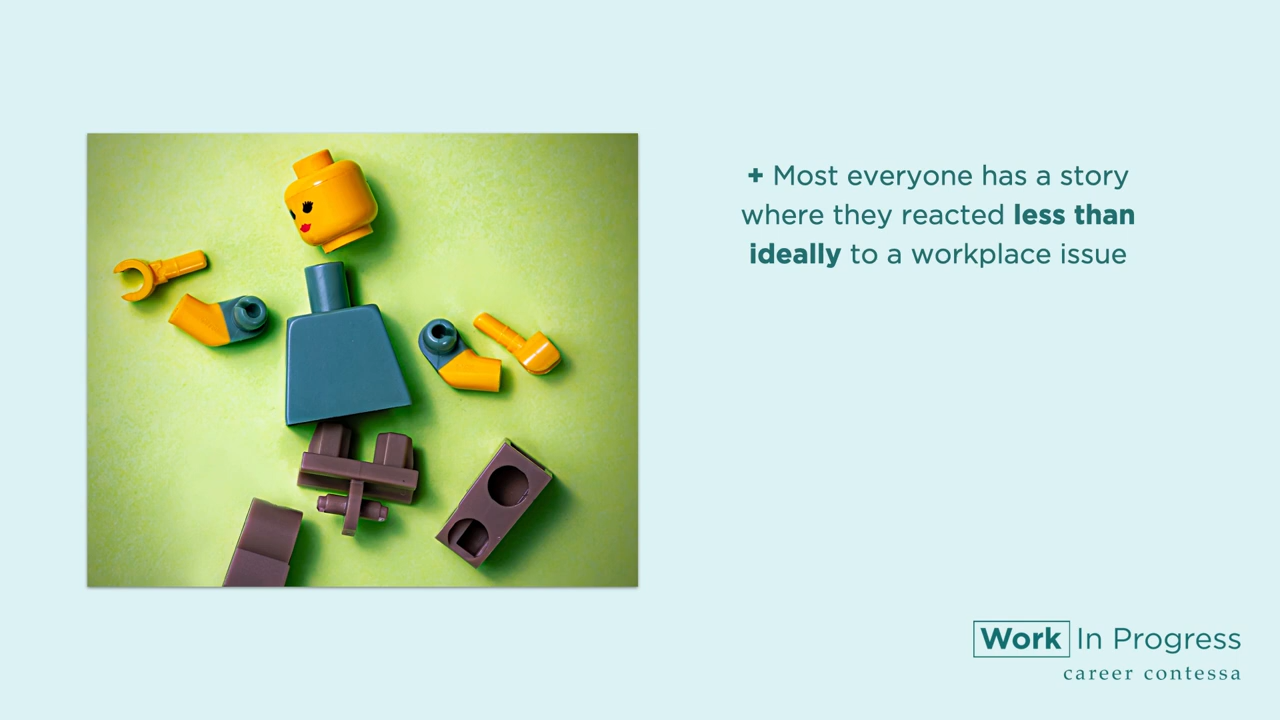 + Most everyone has a story
where they reacted less than
ideally to a workplace issue
Work In Progress
career contessa